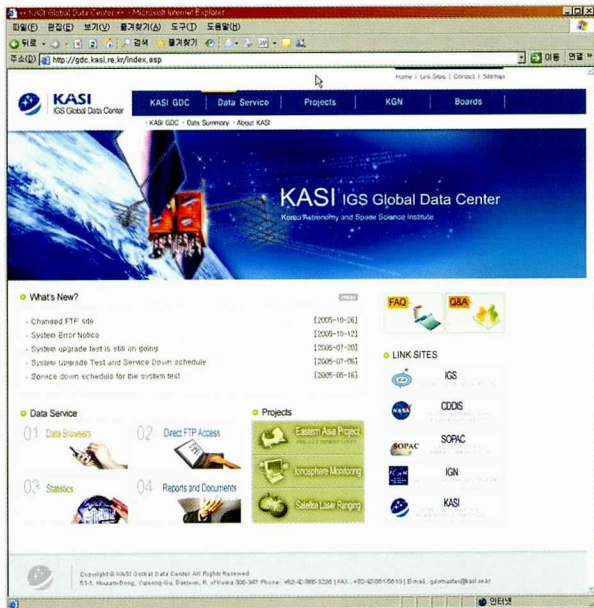 KASI Global Data Center - Microsoft Internet Explorer
파일(F) 편집(E) 보기(V) 즐겨찾기(A) 도구(T) 도움말(H)
뒤로 검색 즐겨찾기
주소(D) http://gdc.kasi.re.kr/index.asp 이동 연결 »
Home | Link Sites | Contact | Sitemap
KASI
IGS Global Data Center
KASI GDC Data Service Projects KGN Boards
KASI GDC Data Summary About KASI
KASI IGS Global Data Center
Korea Astronomy and Space Science Institute
What's New?
Changed FTP site [2005-10-26]
System Error Notice [2005-10-12]
System upgrade test is still on going [2005-07-20]
System Upgrade Test and Service Down schedule [2005-07-06]
Service down schedule for the system test [2005-06-16]
FAQ Q&A
LINK SITES
IGS
NASA CDDIS
SOPAC SOPAC
IGN IGN
KASI
Data Service
01 Data Browsers
02 Direct FTP Access
03 Statistics
04 Reports and Documents
Projects
Eastern Asia Project
Ionosphere Monitoring
Satellite Laser Ranging
Copyright © KASI Global Data Center All Rights Reserved
인터넷